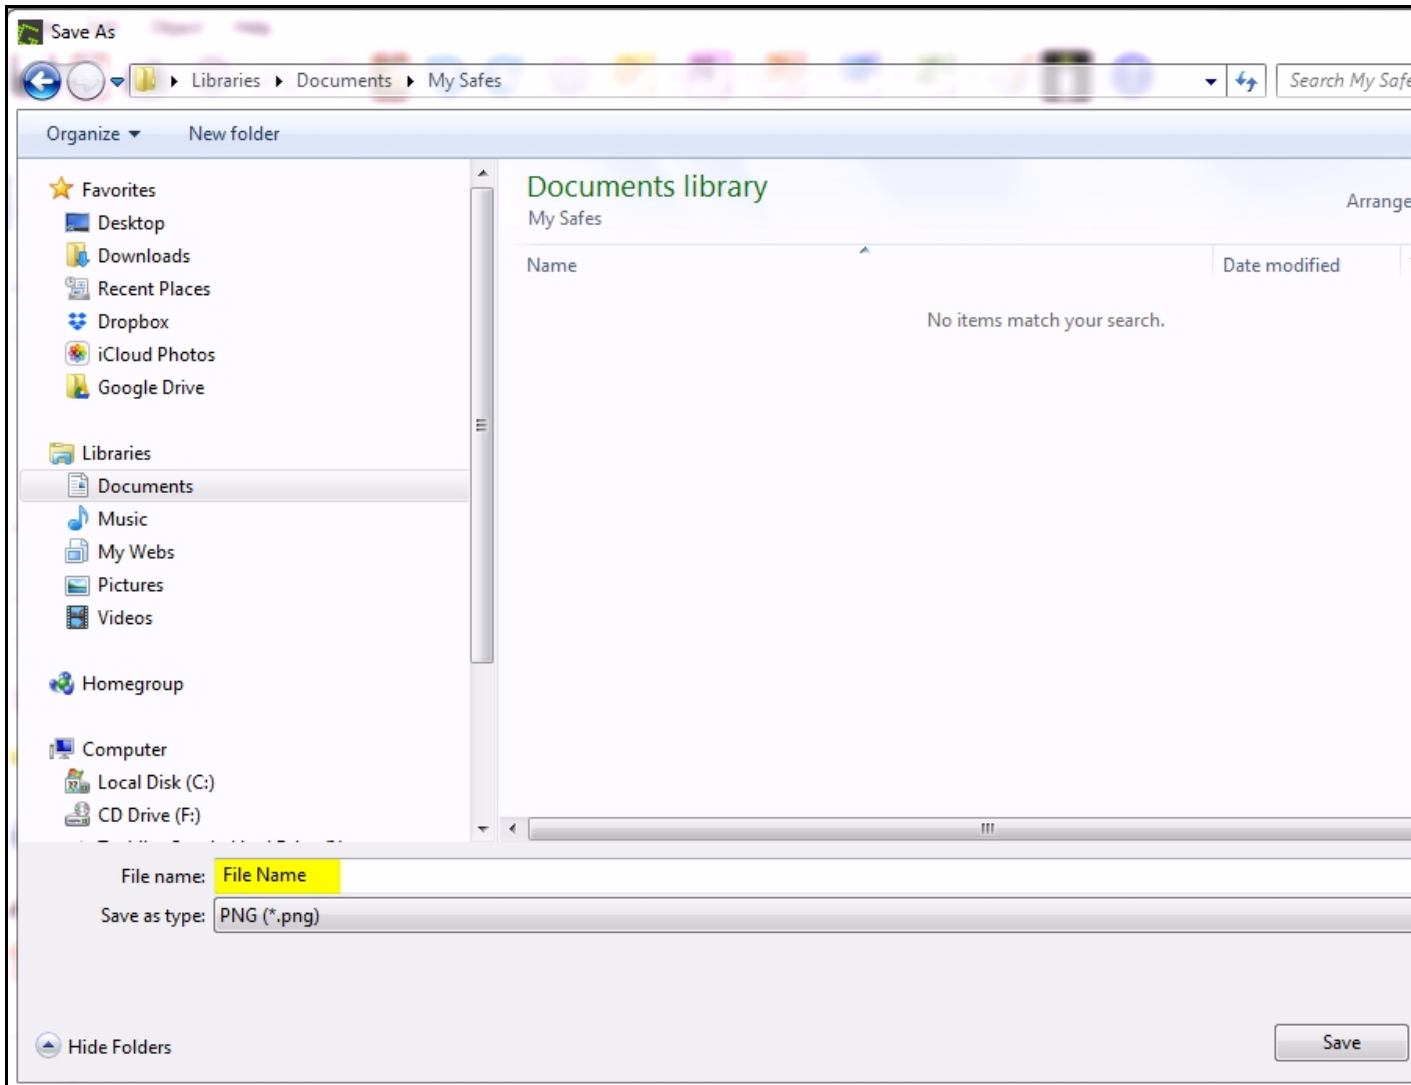 Save As
Object Help
Libraries Documents My Safes
Search My Safe
Organize New folder
Favorites
Desktop
Downloads
Recent Places
Dropbox
iCloud Photos
Google Drive
Libraries
Documents
Music
My Webs
Pictures
Videos
Homegroup
Computer
Local Disk (C:)
CD Drive (F:)
Documents library
My Safes
Arrange
Name Date modified
No items match your search.
File name: File Name
Save as type: PNG (*.png)
Hide Folders
Save